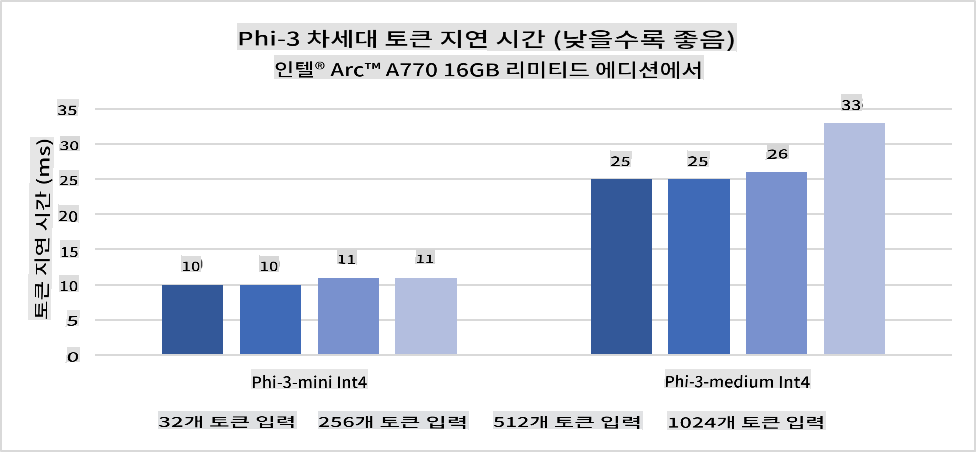 Phi-3 차세대 토큰 지연 시간 (낮을수록 좋음)
인텔® Arc™ A770 16GB 리미티드 에디션에서
토큰 지연 시간 (ms)
35
30
25
20
15
10
5
0
10
10
11
11
25
25
26
33
Phi-3-mini Int4
Phi-3-medium Int4
32개 토큰 입력 256개 토큰 입력 512개 토큰 입력 1024개 토큰 입력